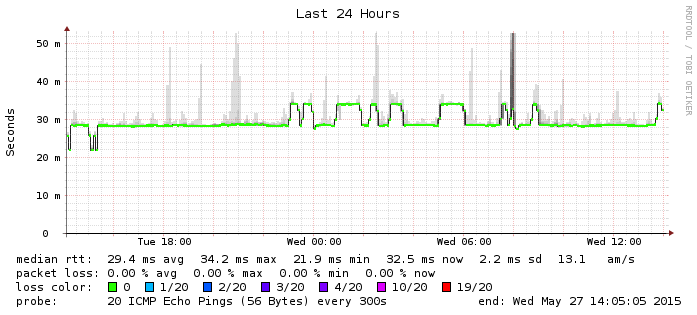 Last 24 Hours
RRDTOOL / TOBI OETIKER
Seconds
50 m
40 m
30 m
20 m
10 m
0
Tue 18:00 Wed 00:00 Wed 06:00 Wed 12:00
median rtt: 29.4 ms avg 34.2 ms max 21.9 ms min 32.5 ms now 2.2 ms sd 13.1 am/s
packet loss: 0.00 % avg 0.00 % max 0.00 % min 0.00 % now
loss color: 0 1/20 2/20 3/20 4/20 10/20 19/20
probe: 20 ICMP Echo Pings (56 Bytes) every 300s end: Wed May 27 14:05:05 2015